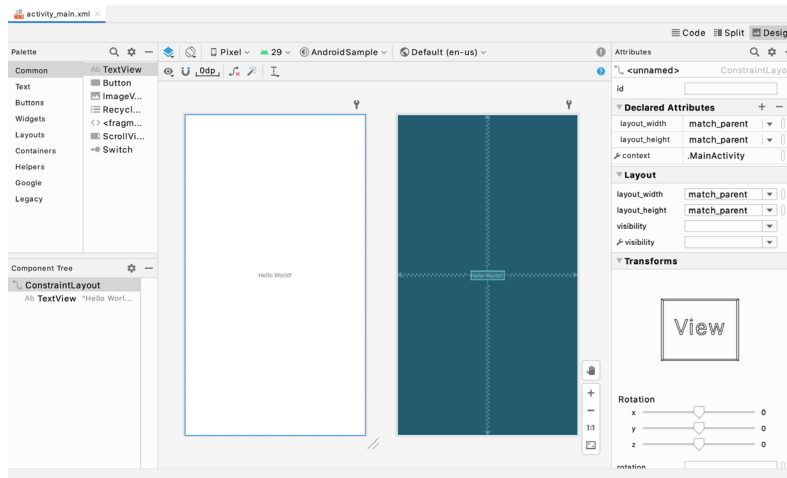 activity_main.xml
Code Split Desig
Palette
Common
Text
Buttons
Widgets
Layouts
Containers
Helpers
Google
Legacy
Ab TextView
Button
ImageV...
Recycl...
<fragm...
ScrollVi...
Switch
Pixel 29 AndroidSample Default (en-us)
0dp
Hello World!
Hello World!
1:1
Component Tree
ConstraintLayout
Ab TextView "Hello Worl...
Attributes
<unnamed> ConstraintLayo
id
Declared Attributes
layout_width match_parent
layout_height match_parent
context .MainActivity
Layout
layout_width match_parent
layout_height match_parent
visibility
visibility
Transforms
View
Rotation
x 0
y 0
z 0
rotation